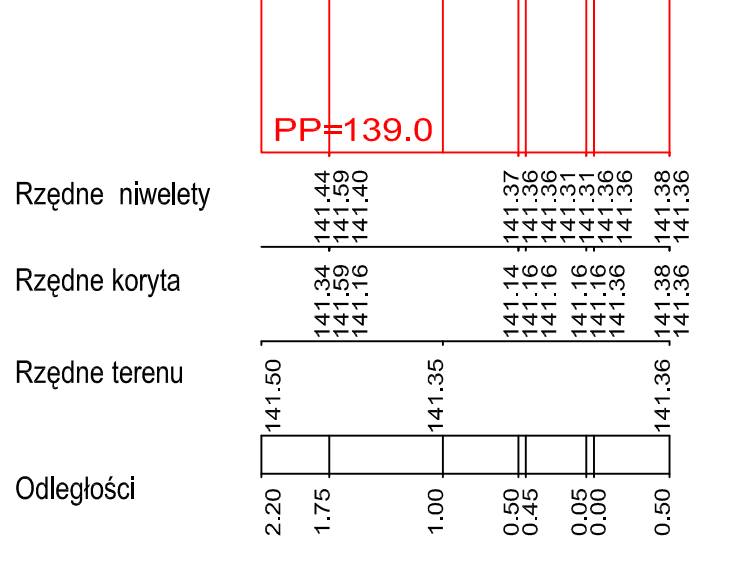 PP=139.0
Rzędne niwelety 141.44 141.59 141.40 141.37 141.36 141.36 141.31 141.31 141.36 141.36 141.38 141.36
Rzędne koryta 141.34 141.59 141.16 141.14 141.16 141.16 141.16 141.16 141.36 141.38 141.36
Rzędne terenu 141.50 141.35 141.36
Odległości 2.20 1.75 1.00 0.50 0.45 0.05 0.00 0.50